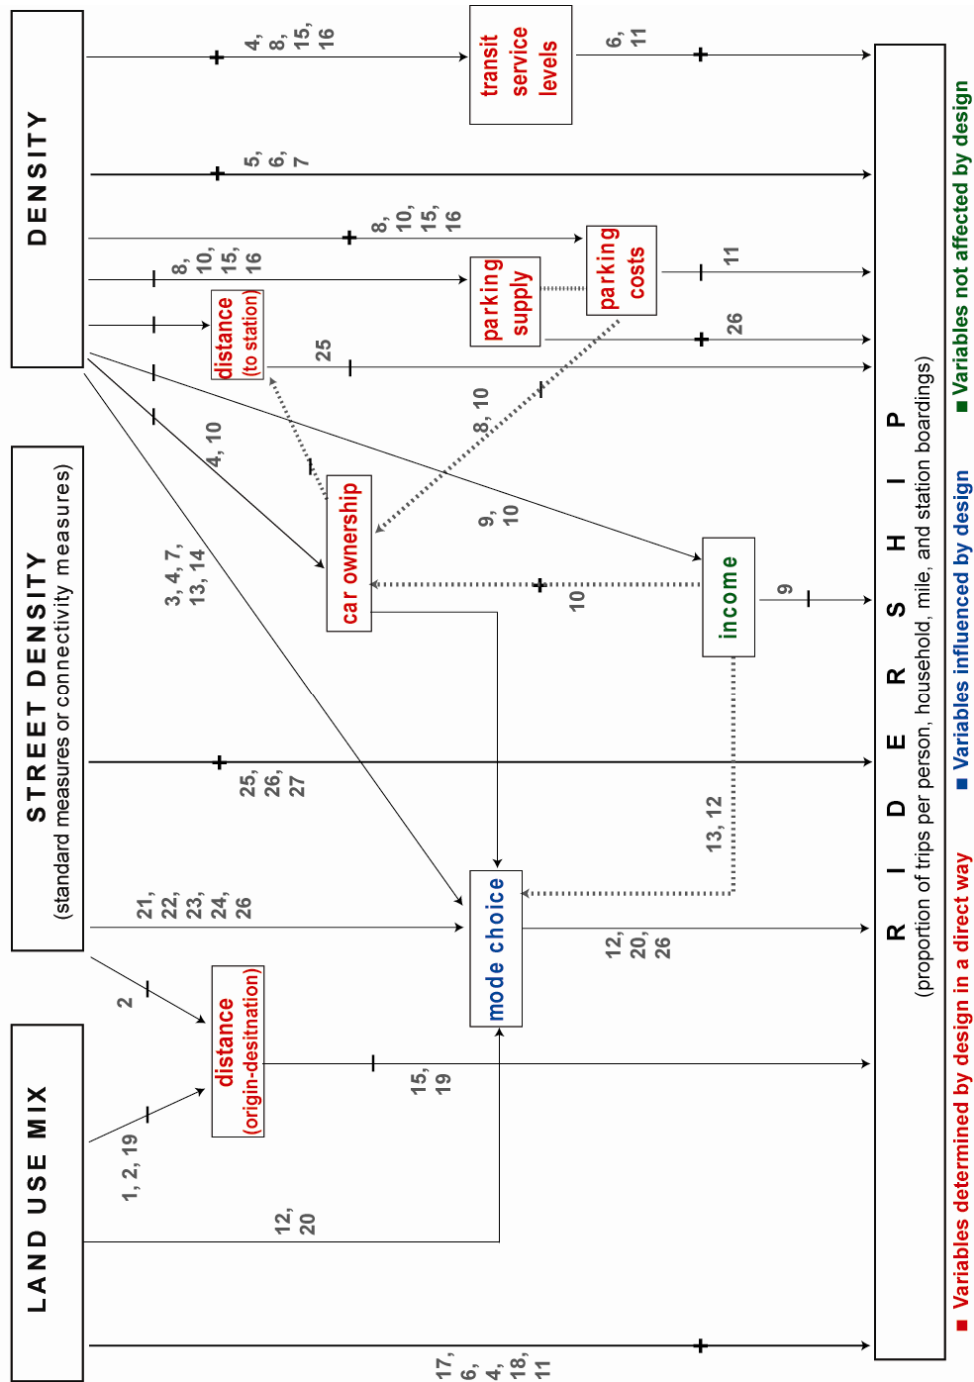 LAND USE MIX
STREET DENSITY
(standard measures or connectivity measures)
DENSITY
1, 2, 19
2
21,
22,
23,
24,
26
3, 4, 7,
13, 14
4, 10
8,
10,
15,
16
8,
10,
15,
16
5,
6,
7
4,
8,
15,
16
distance
(origin-desitnation)
distance
(to station)
12,
20
25,
26,
27
car ownership
25
9,
10
8, 10
17,
6,
4,
18,
11
15,
19
mode choice
10
parking
supply
transit
service
levels
parking
costs
12,
20,
26
13, 12
income
9
26
11
6,
11
RIDERSHIP
(proportion of trips per person, household, mile, and station boardings)
Variables determined by design in a direct way
Variables influenced by design
Variables not affected by design